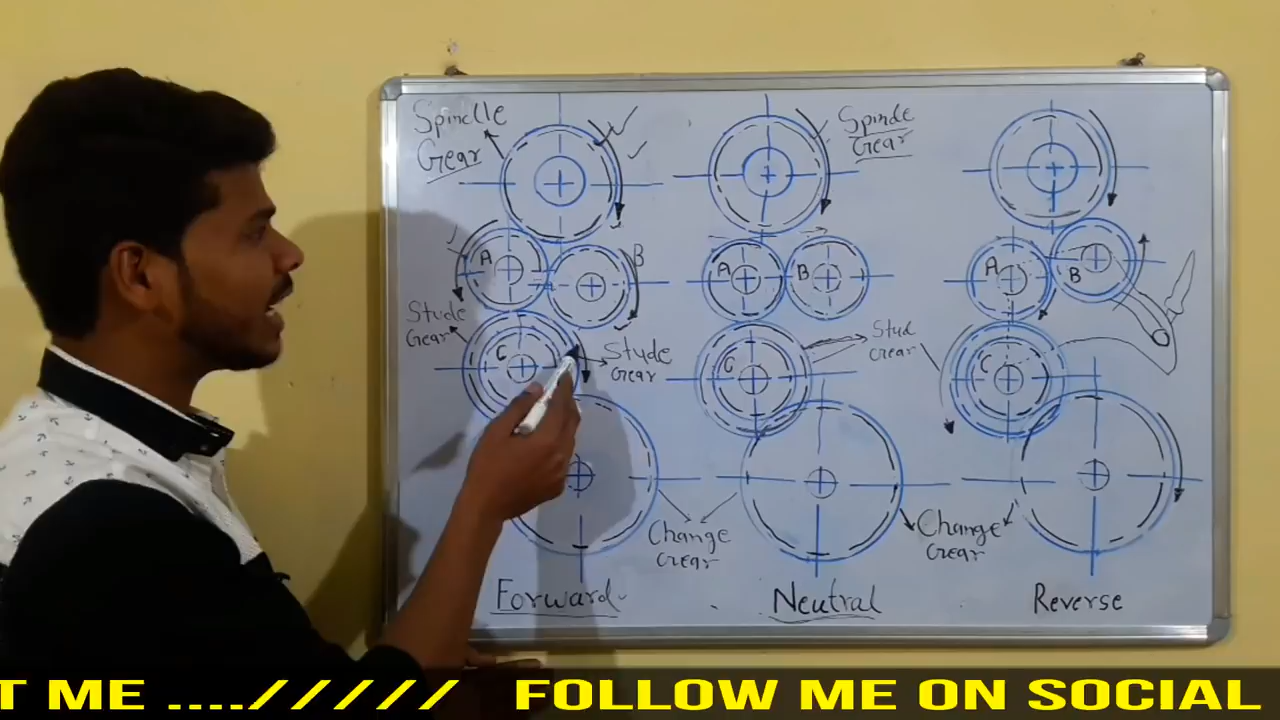 Spindle
Gear
A
B
Stude
Gear
C
Stude
Gear
Change
Gear
Forward
Spinde
Gear
A
B
C
Stud
Gear
Change
Gear
Neutral
A
B
C
Reverse
T ME ..../////   FOLLOW ME ON SOCIAL